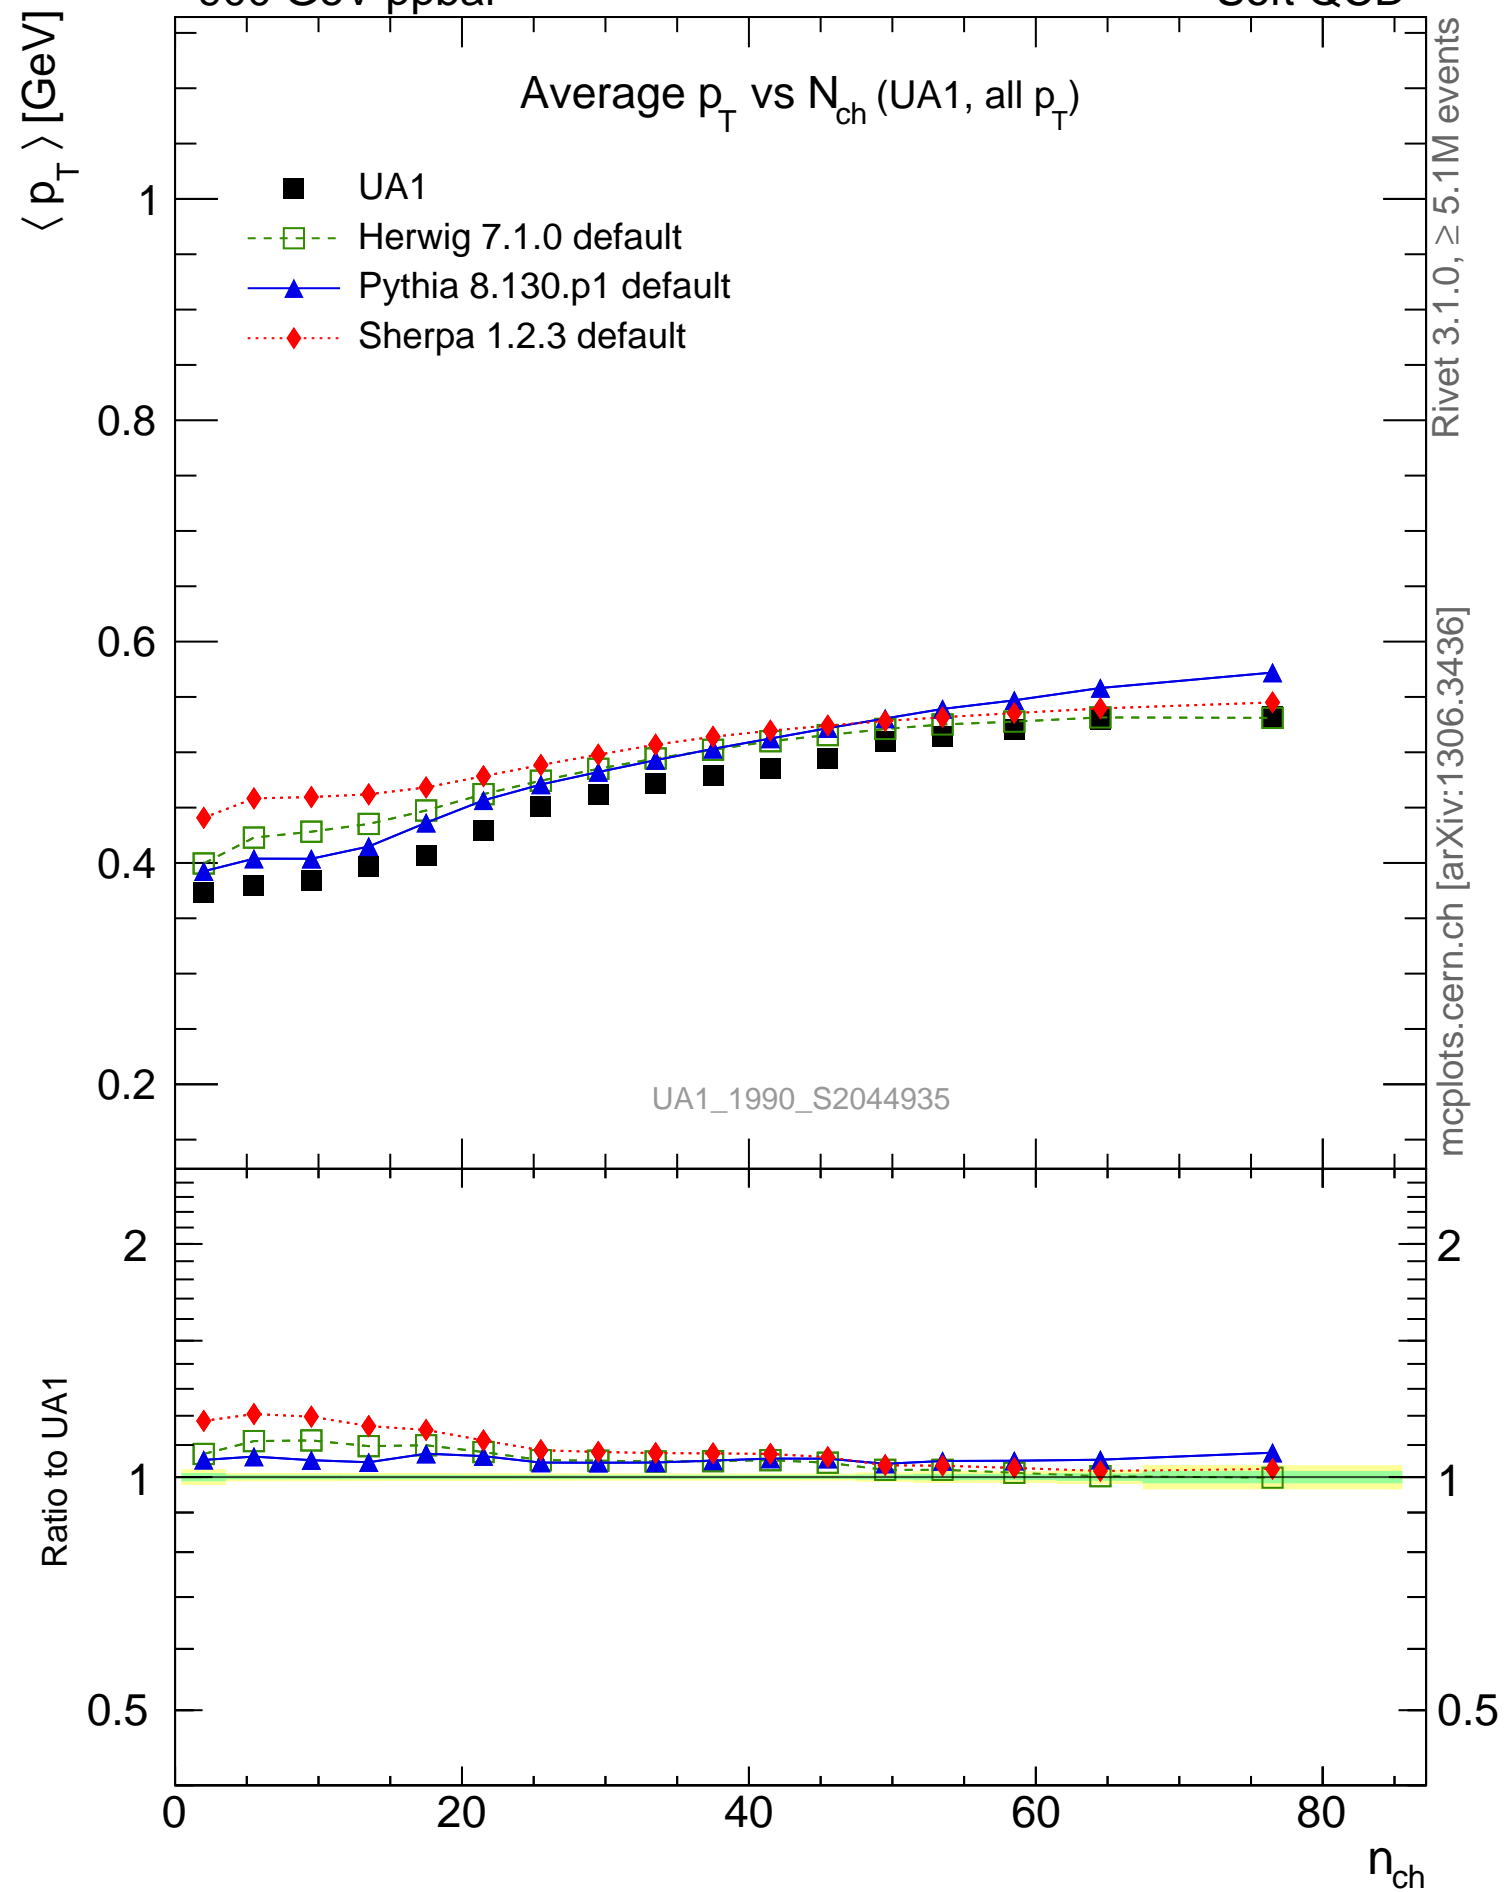 ⟨ p_T ⟩ [GeV]
Average p_T vs N_ch (UA1, all p_T)
UA1
Herwig 7.1.0 default
Pythia 8.130.p1 default
Sherpa 1.2.3 default
1
0.8
0.6
0.4
0.2
UA1_1990_S2044935
Rivet 3.1.0, ≥ 5.1M events
mcplots.cern.ch [arXiv:1306.3436]
Ratio to UA1
2
1
0.5
2
1
0.5
0
20
40
60
80
n_ch